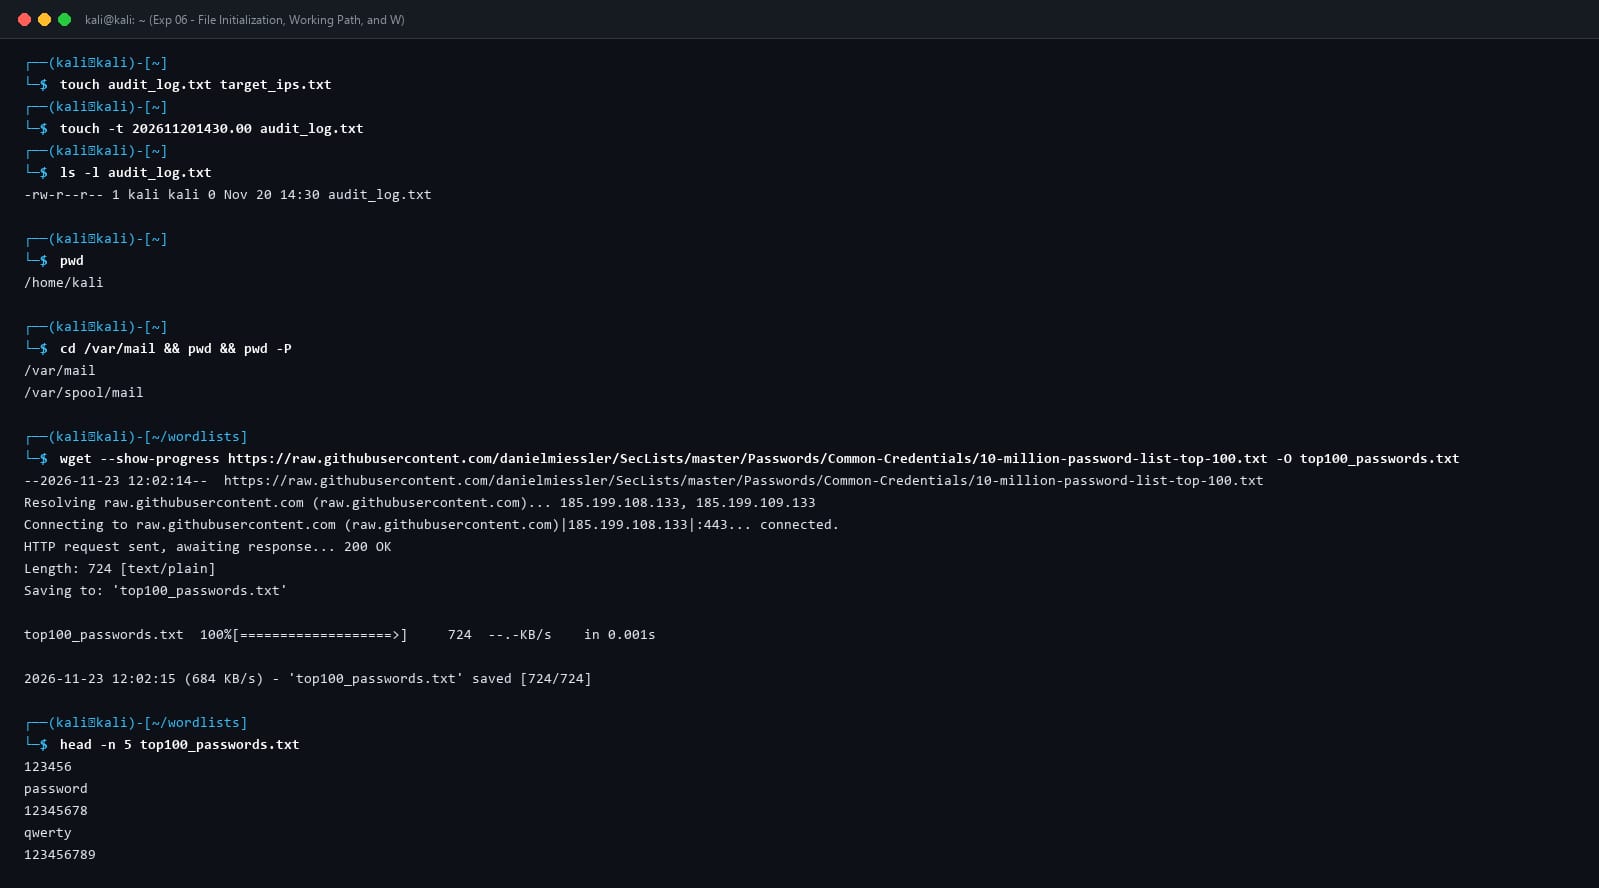 kali@kali: ~ (Exp 06 - File Initialization, Working Path, and W)
┌──(kali㉿kali)-[~]
└─$ touch audit_log.txt target_ips.txt
┌──(kali㉿kali)-[~]
└─$ touch -t 202611201430.00 audit_log.txt
┌──(kali㉿kali)-[~]
└─$ ls -l audit_log.txt
-rw-r--r-- 1 kali kali 0 Nov 20 14:30 audit_log.txt
┌──(kali㉿kali)-[~]
└─$ pwd
/home/kali
┌──(kali㉿kali)-[~]
└─$ cd /var/mail && pwd && pwd -P
/var/mail
/var/spool/mail
┌──(kali㉿kali)-[~/wordlists]
└─$ wget --show-progress https://raw.githubusercontent.com/danielmiessler/SecLists/master/Passwords/Common-Credentials/10-million-password-list-top-100.txt -O top100_passwords.txt
--2026-11-23 12:02:14--  https://raw.githubusercontent.com/danielmiessler/SecLists/master/Passwords/Common-Credentials/10-million-password-list-top-100.txt
Resolving raw.githubusercontent.com (raw.githubusercontent.com)... 185.199.108.133, 185.199.109.133
Connecting to raw.githubusercontent.com (raw.githubusercontent.com)|185.199.108.133|:443... connected.
HTTP request sent, awaiting response... 200 OK
Length: 724 [text/plain]
Saving to: 'top100_passwords.txt'
top100_passwords.txt  100%[===================>]     724  --.-KB/s    in 0.001s
2026-11-23 12:02:15 (684 KB/s) - 'top100_passwords.txt' saved [724/724]
┌──(kali㉿kali)-[~/wordlists]
└─$ head -n 5 top100_passwords.txt
123456
password
12345678
qwerty
123456789